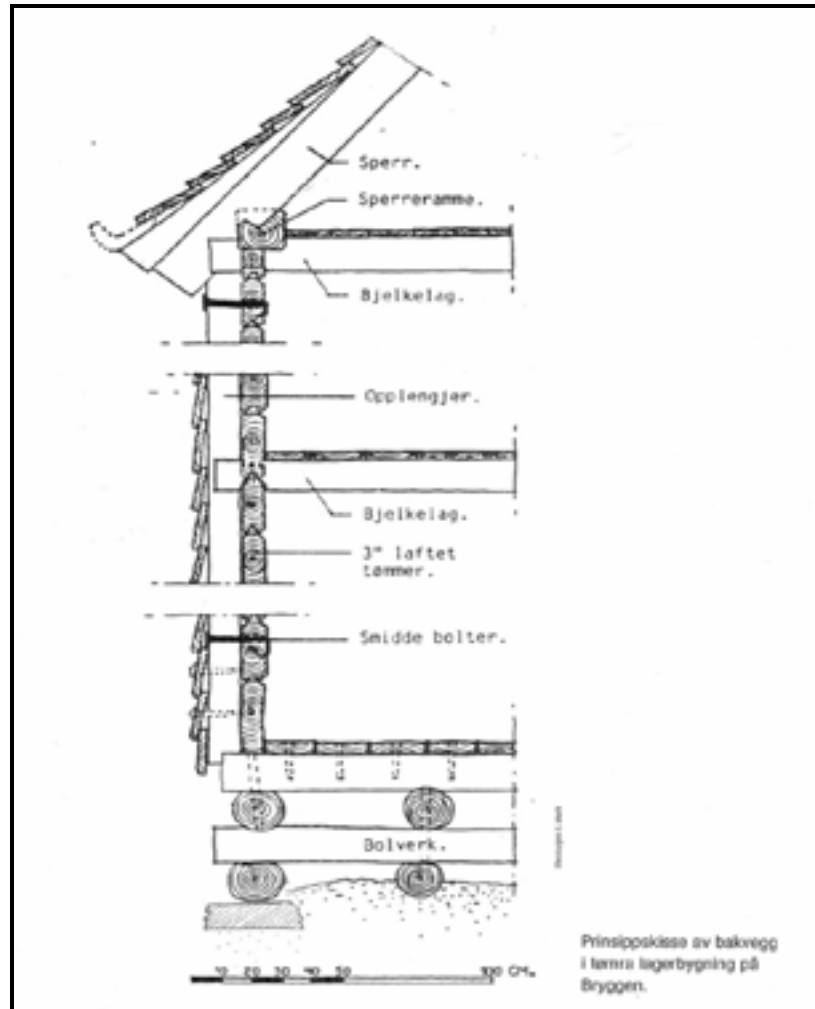 Sperr.
Sperreramme.
Bjelkelag.
Opplengjer.
Bjelkelag.
3" laftet
tømmer.
Smidde bolter.
Bolverk.
10 20 30 40 50 100 CM.
Prinsippskisse av bakvegg
i tømra lagerbygning på
Bryggen.